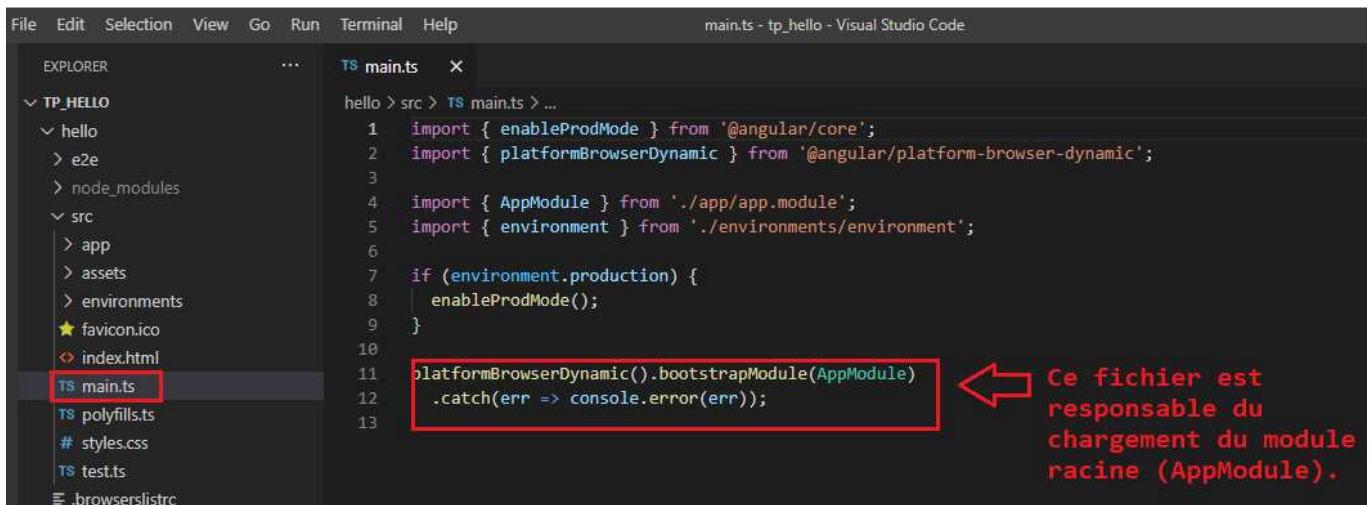 File Edit Selection View Go Run Terminal Help main.ts - tp_hello - Visual Studio Code
EXPLORER ...
TP_HELLO
hello
e2e
node_modules
src
app
assets
environments
favicon.ico
index.html
TS main.ts
TS polyfills.ts
# styles.css
TS test.ts
.browserslistrc
TS main.ts ×
hello > src > TS main.ts > ...
1 import { enableProdMode } from '@angular/core';
2 import { platformBrowserDynamic } from '@angular/platform-browser-dynamic';
3
4 import { AppModule } from './app/app.module';
5 import { environment } from './environments/environment';
6
7 if (environment.production) {
8 enableProdMode();
9 }
10
11 platformBrowserDynamic().bootstrapModule(AppModule)
12 .catch(err => console.error(err));
13
Ce fichier est
responsable du
chargement du module
racine (AppModule).